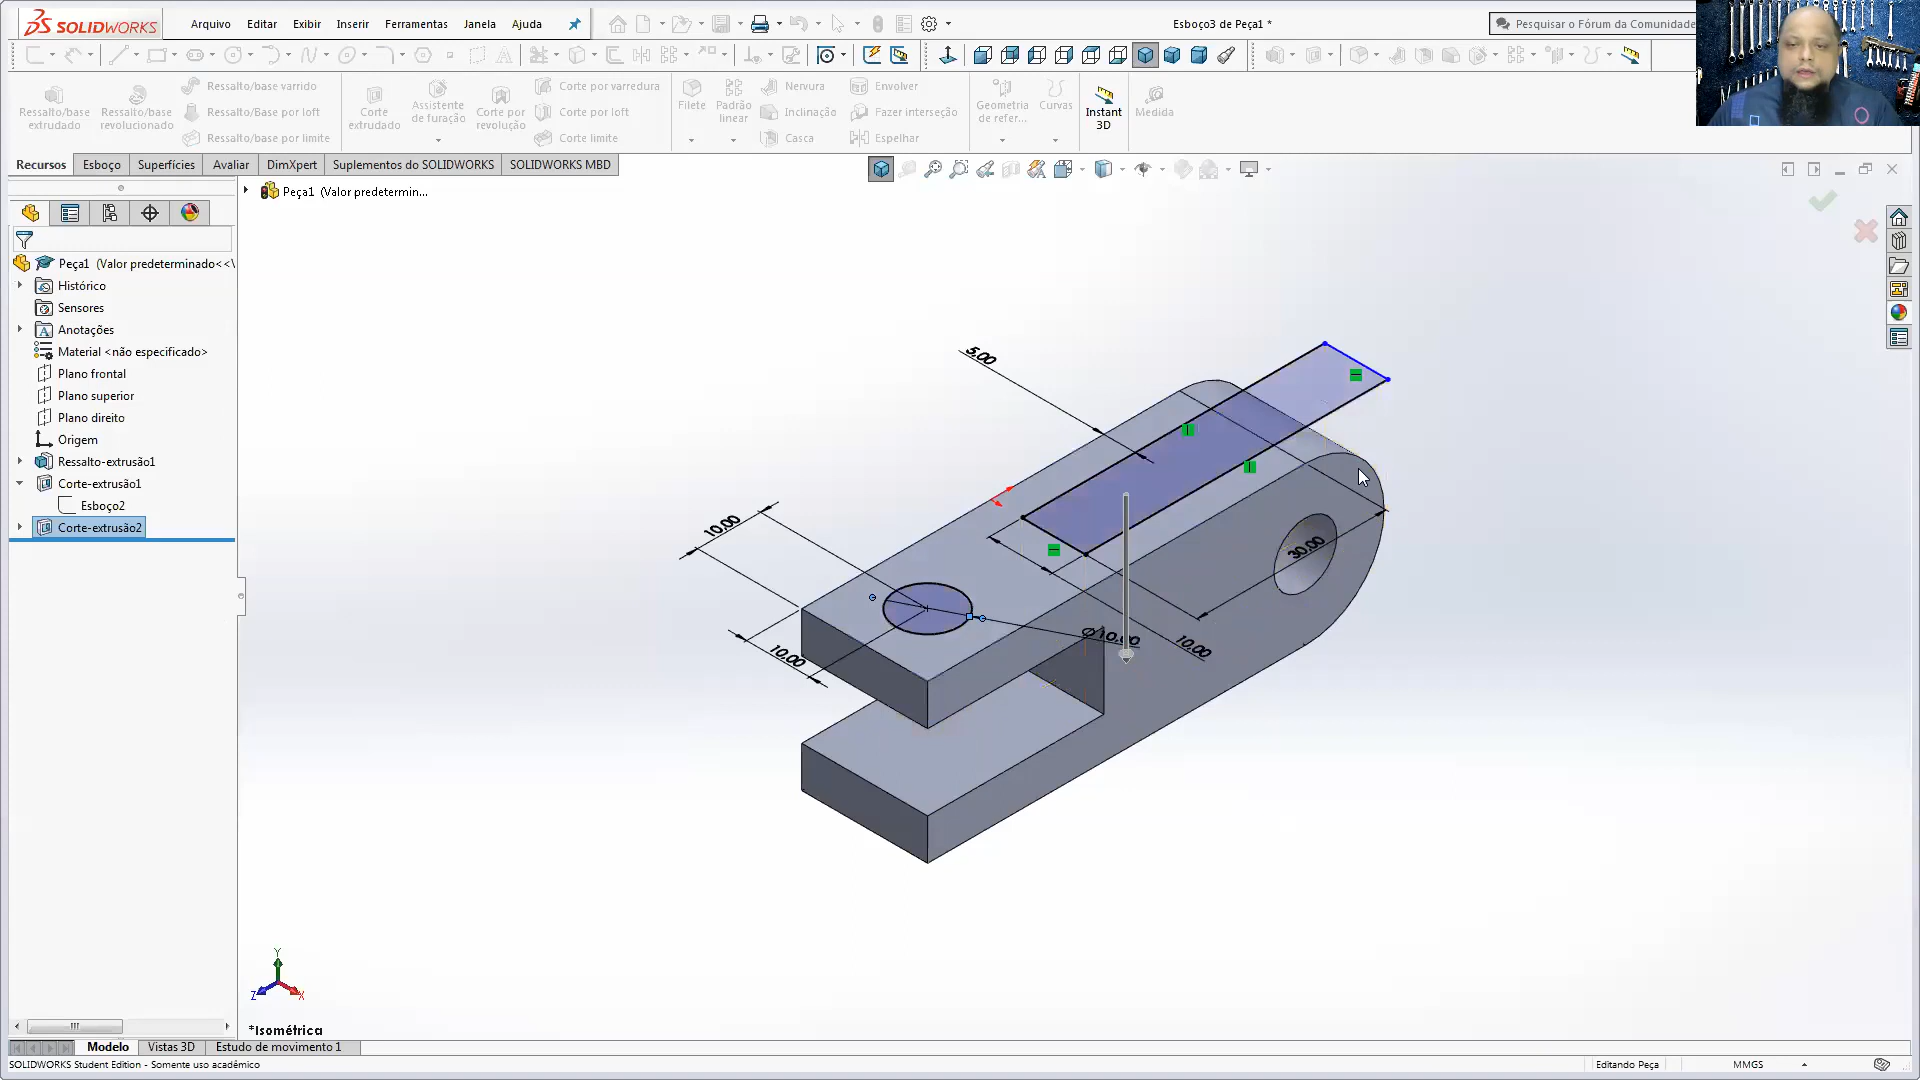 SOLIDWORKS
Arquivo Editar Exibir Inserir Ferramentas Janela Ajuda
Esboço3 de Peça1 *
Pesquisar o Fórum da Comunidade
Ressalto/base extrudado
Ressalto/base revolucionado
Ressalto/base varrido
Ressalto/base por loft
Ressalto/base por limite
Corte extrudado
Assistente de furação
Corte por revolução
Corte por varredura
Corte por loft
Corte limite
Filete
Padrão linear
Nervura
Inclinação
Casca
Envolver
Fazer interseção
Espelhar
Geometria de refer...
Curvas
Instant 3D
Medida
Recursos Esboço Superfícies Avaliar DimXpert Suplementos do SOLIDWORKS SOLIDWORKS MBD
Peça1 (Valor predetermin...
Peça1 (Valor predeterminado<<\
Histórico
Sensores
Anotações
Material <não especificado>
Plano frontal
Plano superior
Plano direito
Origem
Ressalto-extrusão1
Corte-extrusão1
Esboço2
Corte-extrusão2
5,00
10,00
30,00
Ø10,00
10,00
10,00
Y
Z
X
*Isométrica
Modelo Vistas 3D Estudo de movimento 1
SOLIDWORKS Student Edition - Somente uso acadêmico
Editando Peça
MMGS